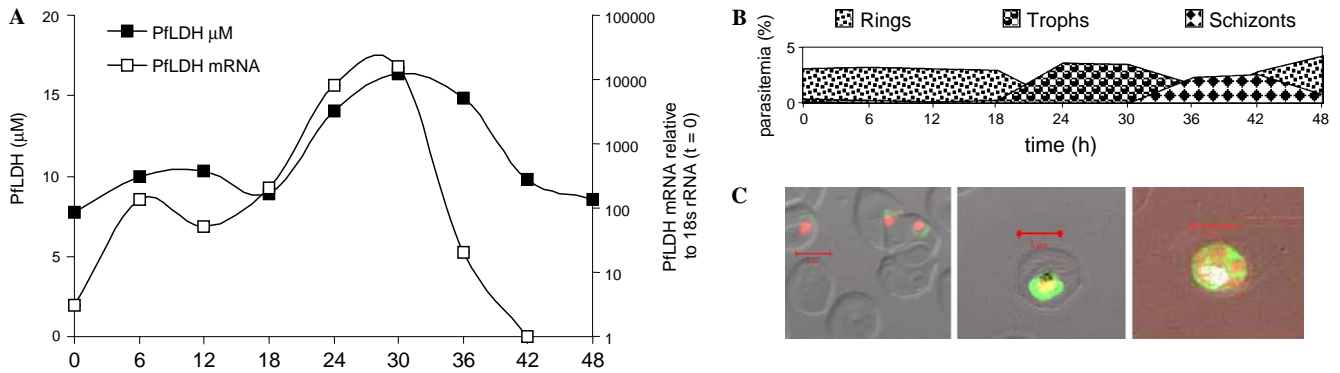 A
20
15
10
5
0
PfLDH (µM)
PfLDH µM
PfLDH mRNA
100000
10000
1000
100
10
1
PfLDH mRNA relative
to 18s rRNA (t = 0)
0 6 12 18 24 30 36 42 48
B
Rings Trophs Schizonts
parasitemia (%)
5
0
0 6 12 18 24 30 36 42 48
time (h)
C